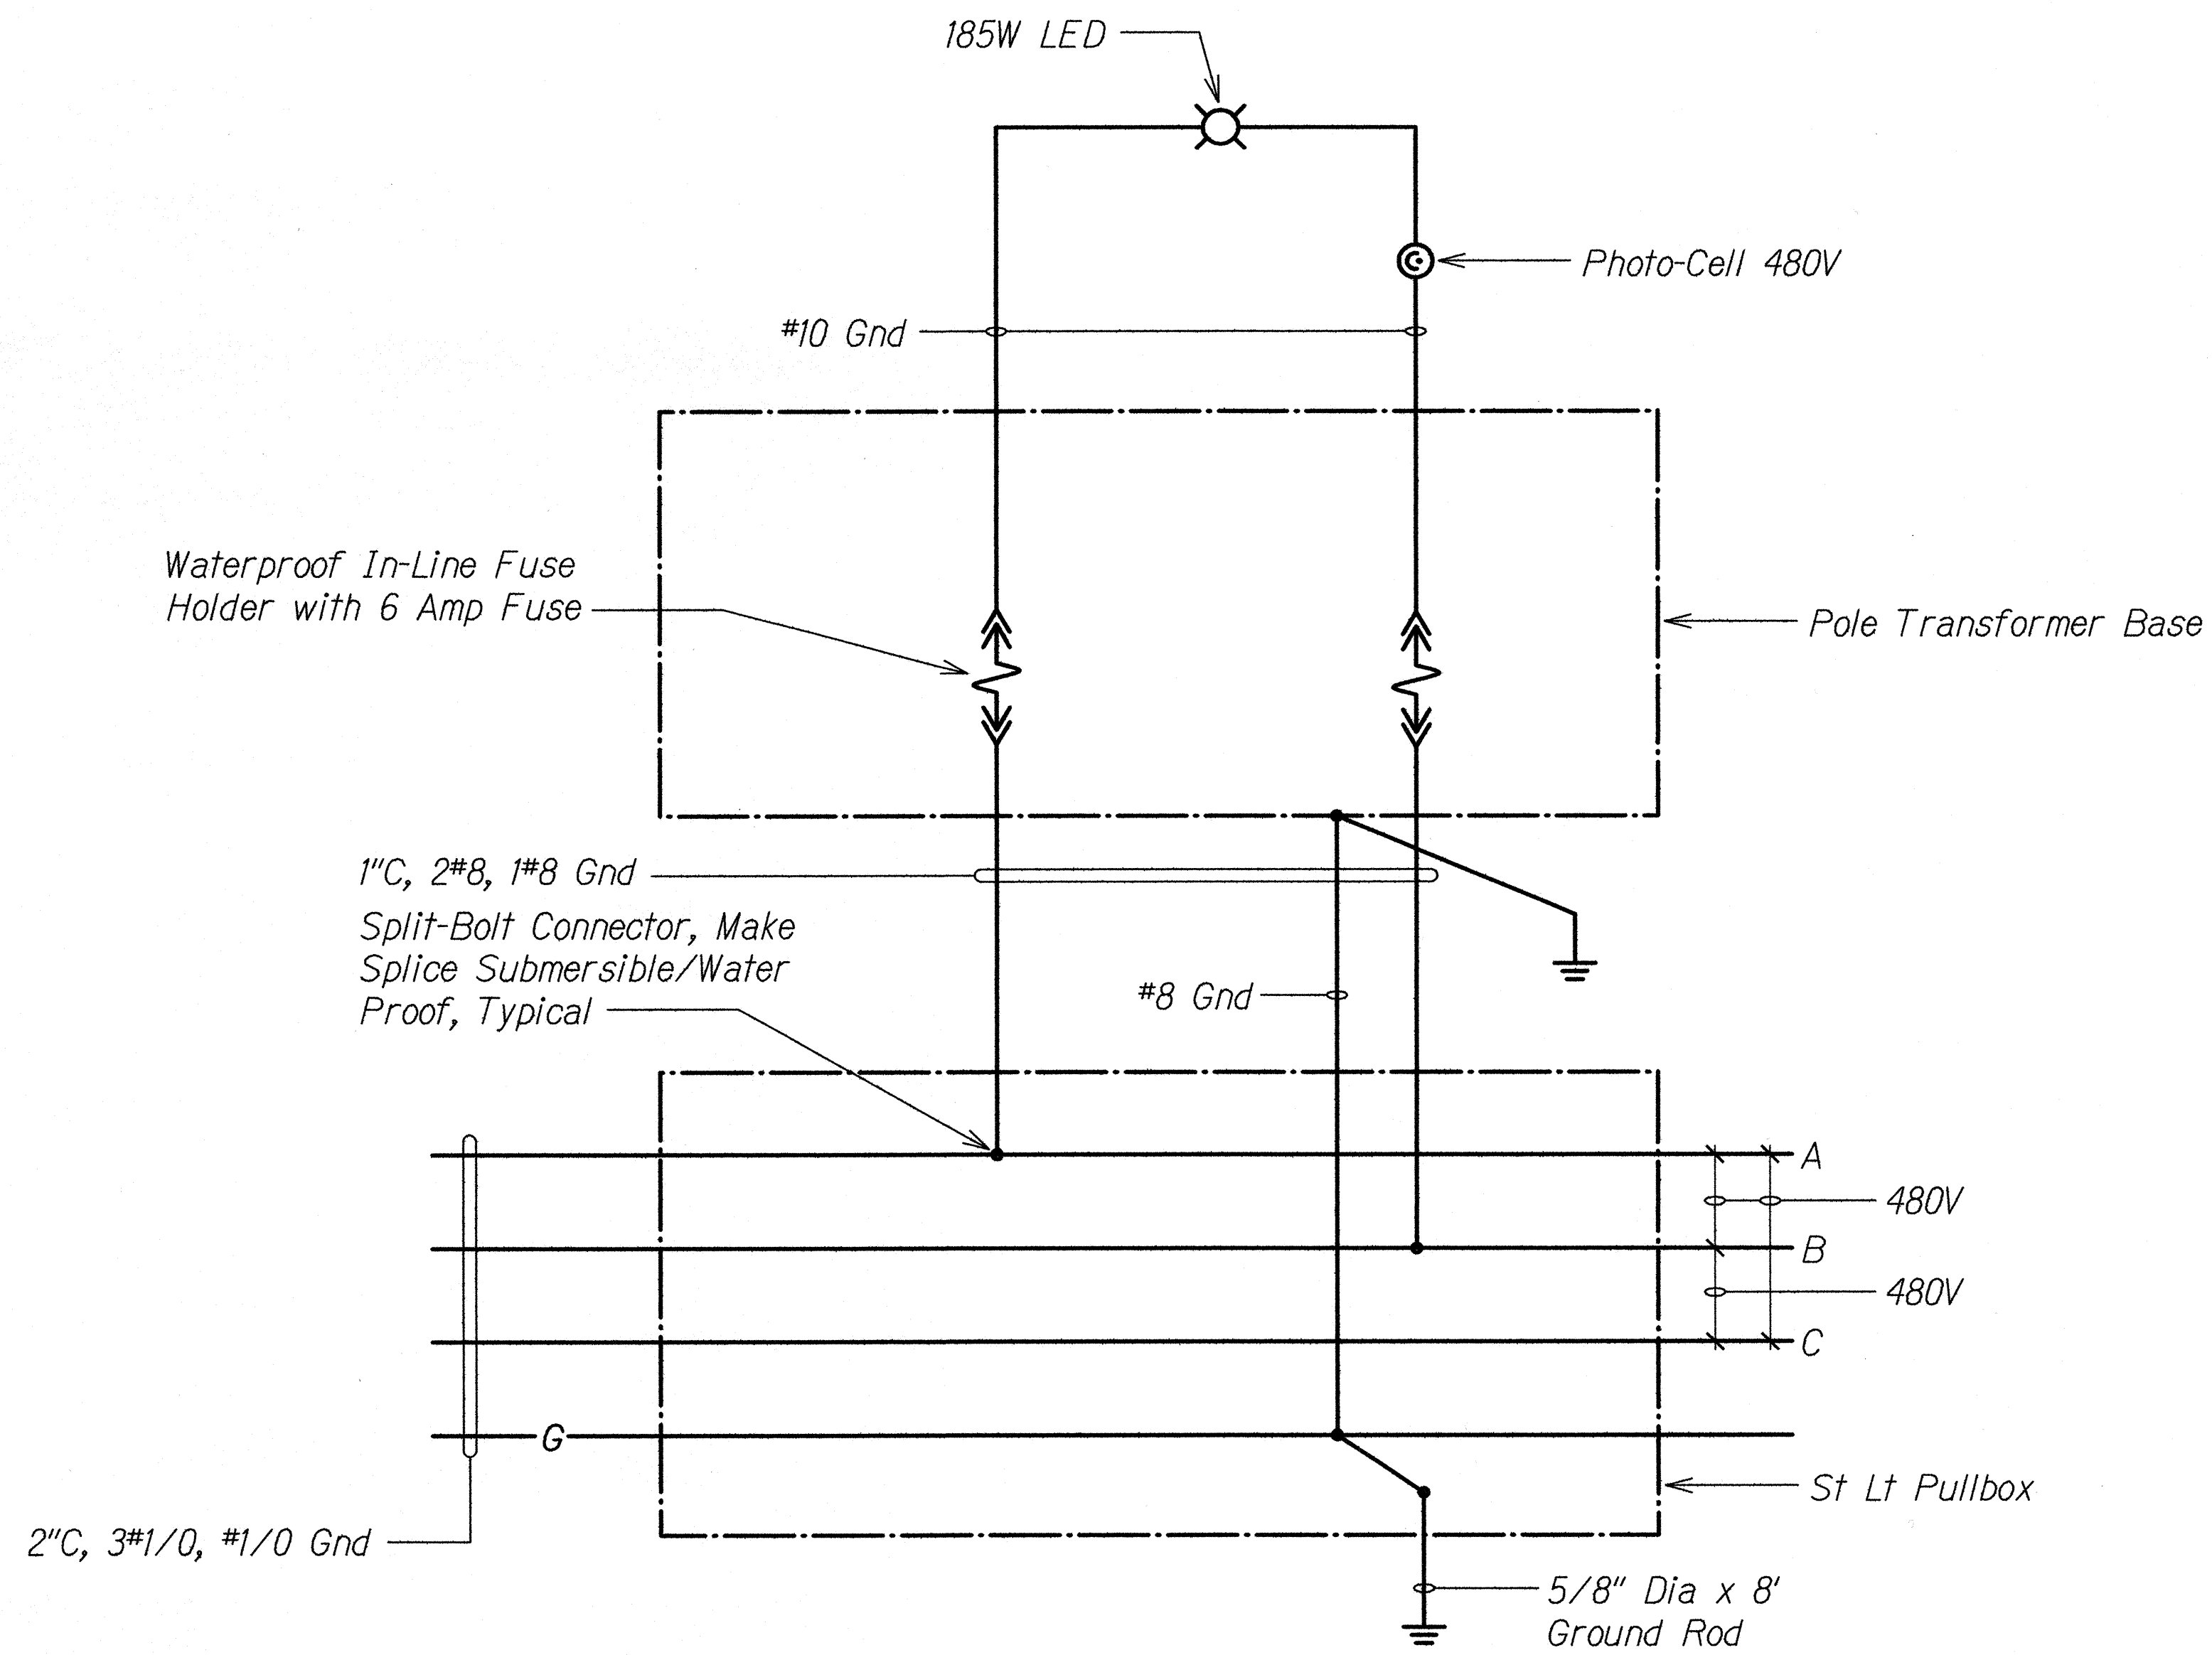 185W LED
Photo-Cell 480V
#10 Gnd
Waterproof In-Line Fuse
Holder with 6 Amp Fuse
Pole Transformer Base
1"C, 2#8, 1#8 Gnd
Split-Bolt Connector, Make
Splice Submersible/Water
Proof, Typical
#8 Gnd
A
480V
B
480V
C
G
St Lt Pullbox
2"C, 3#1/0, #1/0 Gnd
5/8" Dia x 8'
Ground Rod